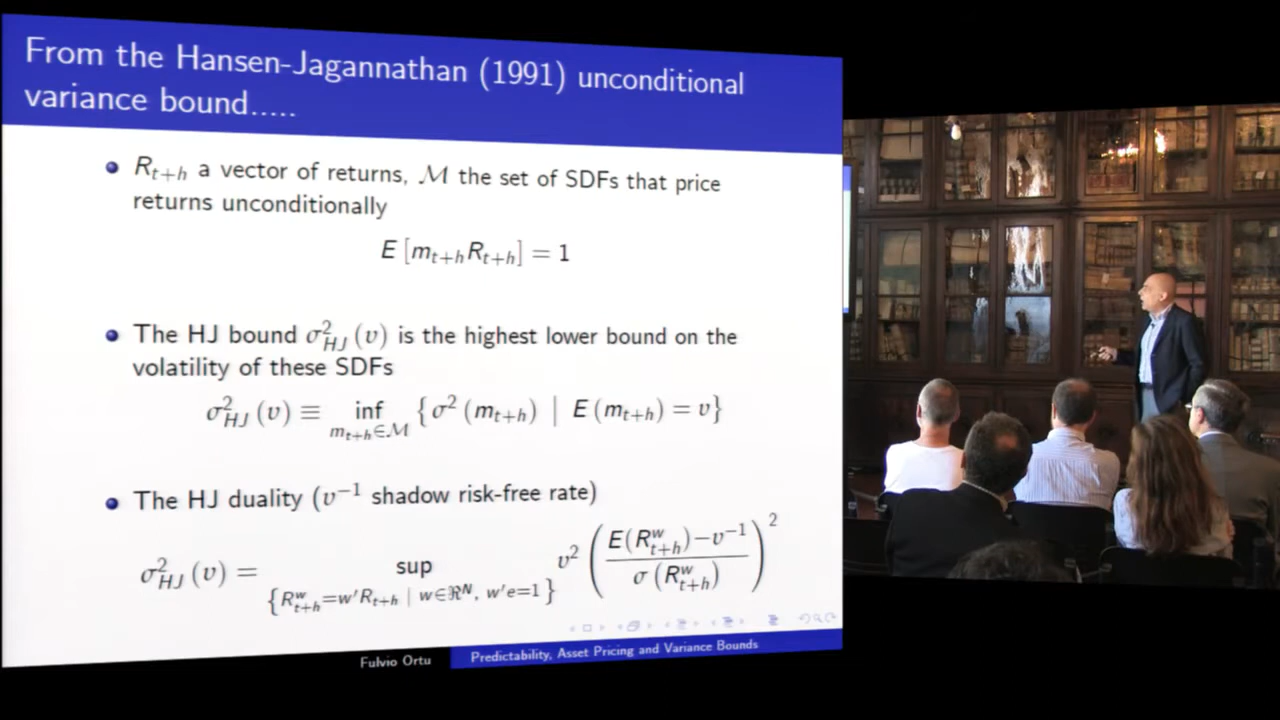 From the Hansen-Jagannathan (1991) unconditional
variance bound.....
R_{t+h} a vector of returns, ℳ the set of SDFs that price
returns unconditionally
E [m_{t+h}R_{t+h}] = 1
The HJ bound σ²_{HJ} (υ) is the highest lower bound on the
volatility of these SDFs
σ²_{HJ} (υ) ≡ inf_{m_{t+h}∈ℳ} {σ² (m_{t+h}) | E (m_{t+h}) = υ}
The HJ duality (υ⁻¹ shadow risk-free rate)
σ²_{HJ} (υ) = sup_{{R^w_{t+h}=w'R_{t+h} | w∈ℜ^N, w'e=1}} υ² (E(R^w_{t+h})−υ⁻¹ / σ(R^w_{t+h}))²
Fulvio Ortu Predictability, Asset Pricing and Variance Bounds